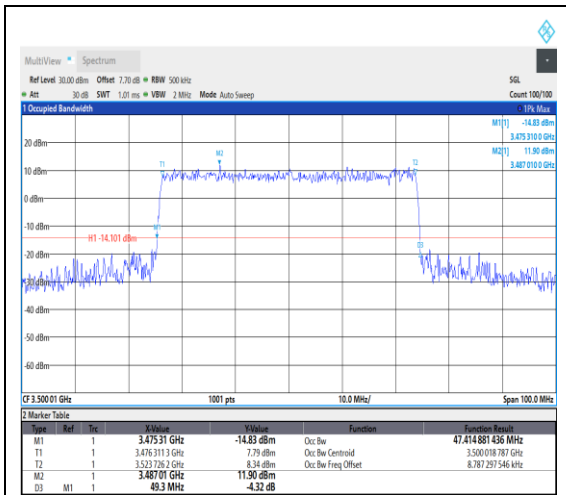 MultiView Spectrum
Ref Level 30.00 dBm Offset 7.70 dB RBW 500 kHz SGL
Att 30 dB SWT 1.01 ms VBW 2 MHz Mode Auto Sweep Count 100/100
1 Occupied Bandwidth 1Pk Max
M1[1] -14.83 dBm
3.475 310 0 GHz
M2[1] 11.90 dBm
3.487 010 0 GHz
20 dBm
M2
T1 T2
10 dBm
0 dBm
-10 dBm
M1
H1 -14.101 dBm
D3
-20 dBm
-30 dBm
-40 dBm
-50 dBm
-60 dBm
CF 3.500 01 GHz 1001 pts 10.0 MHz/ Span 100.0 MHz
2 Marker Table
Type Ref Trc X-Value Y-Value Function Function Result
M1 1 3.475 31 GHz -14.83 dBm Occ Bw 47.414 881 436 MHz
T1 1 3.476 311 3 GHz 7.79 dBm Occ Bw Centroid 3.500 018 787 GHz
T2 1 3.523 726 2 GHz 8.34 dBm Occ Bw Freq Offset 8.787 297 546 kHz
M2 1 3.487 01 GHz 11.90 dBm
D3 M1 1 49.3 MHz -4.32 dB